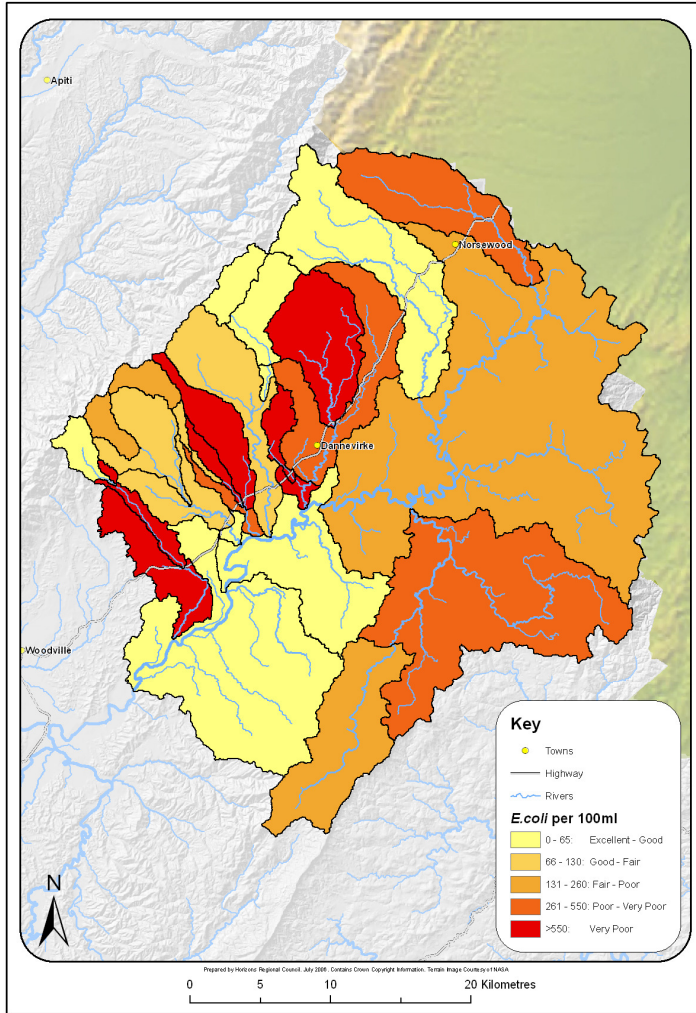 Apiti
Norsewood
Dannevirke
Woodville
Key
Towns
Highway
Rivers
E.coli per 100ml
0 - 65: Excellent - Good
66 - 130: Good - Fair
131 - 260: Fair - Poor
261 - 550: Poor - Very Poor
>550: Very Poor
N
Prepared by Horizons Regional Council. July 2006. Contains Crown Copyright Information. Terrain Image Courtesy of NASA
0 5 10 20 Kilometres